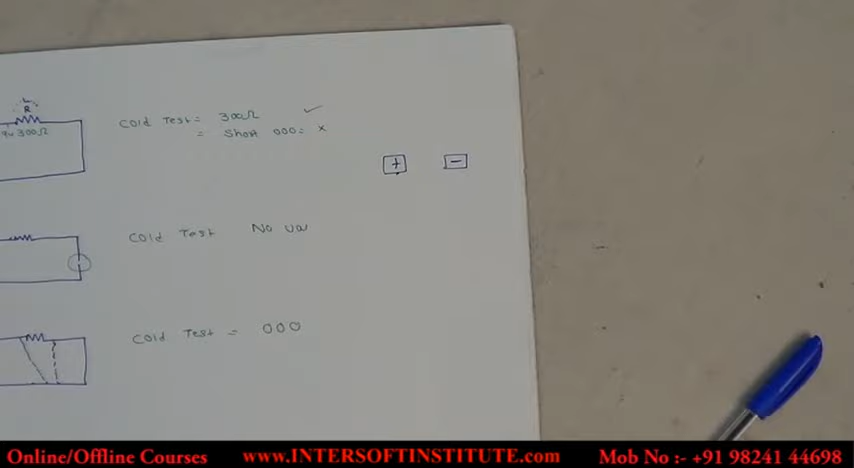 R
300Ω
Cold Test = 300Ω ✓
= Short 000 = ×
+ −
Cold Test No val
Cold Test = 000
Online/Offline Courses www.INTERSOFTINSTITUTE.com Mob No :- +91 98241 44698